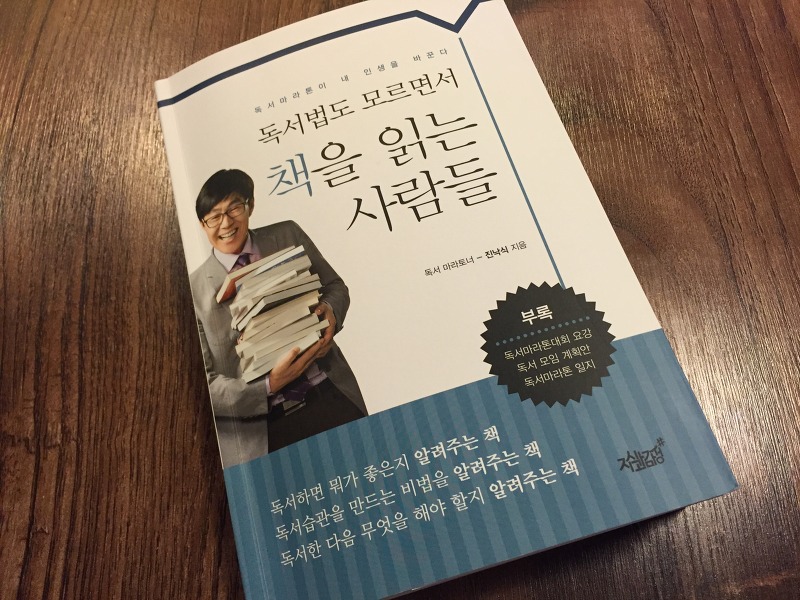 독서마라톤이 내 인생을 바꾼다
독서법도 모르면서
책을 읽는
사람들
독서 마라토너 - 진낙식 지음
부록
독서마라톤대회 요강
독서 모임 계획안
독서마라톤 일지
독서하면 뭐가 좋은지 알려주는 책
독서습관을 만드는 비법을 알려주는 책
독서한 다음 무엇을 해야 할지 알려주는 책
지식과감성#